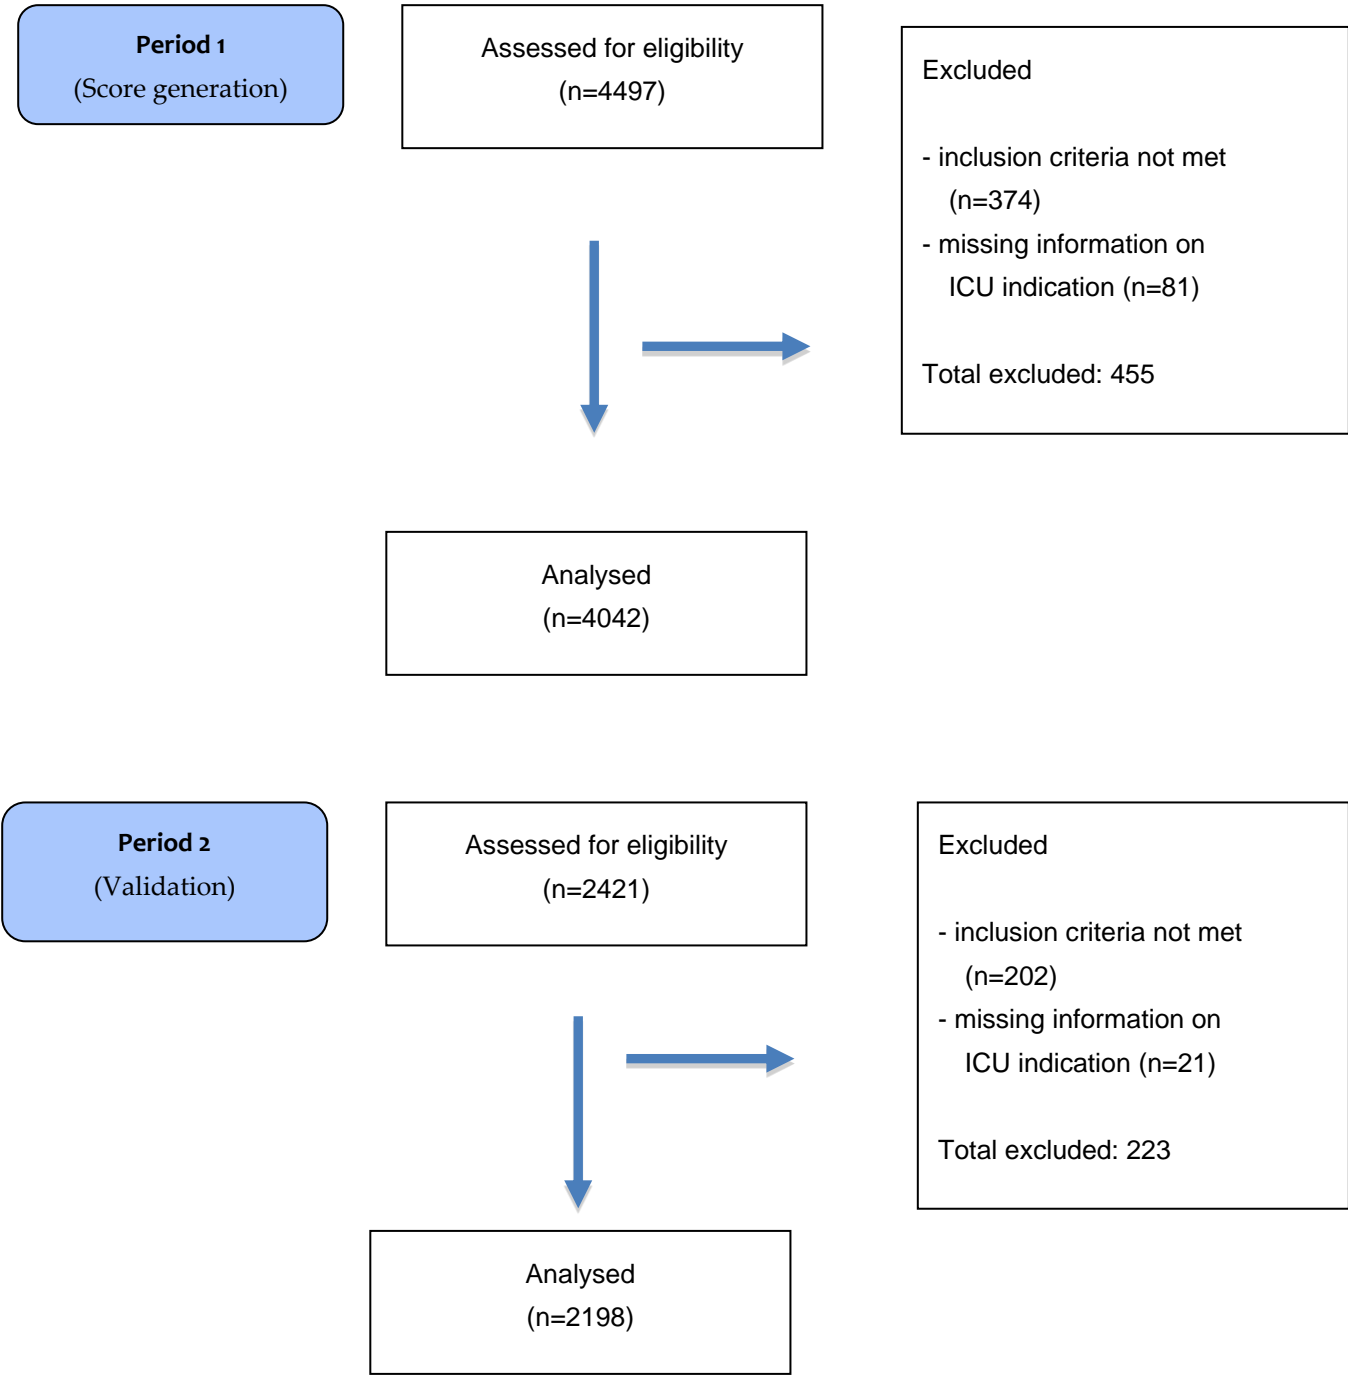 Period 1
(Score generation)
Assessed for eligibility
(n=4497)
Excluded
- inclusion criteria not met
(n=374)
- missing information on
ICU indication (n=81)
Total excluded: 455
Analysed
(n=4042)
Period 2
(Validation)
Assessed for eligibility
(n=2421)
Excluded
- inclusion criteria not met
(n=202)
- missing information on
ICU indication (n=21)
Total excluded: 223
Analysed
(n=2198)